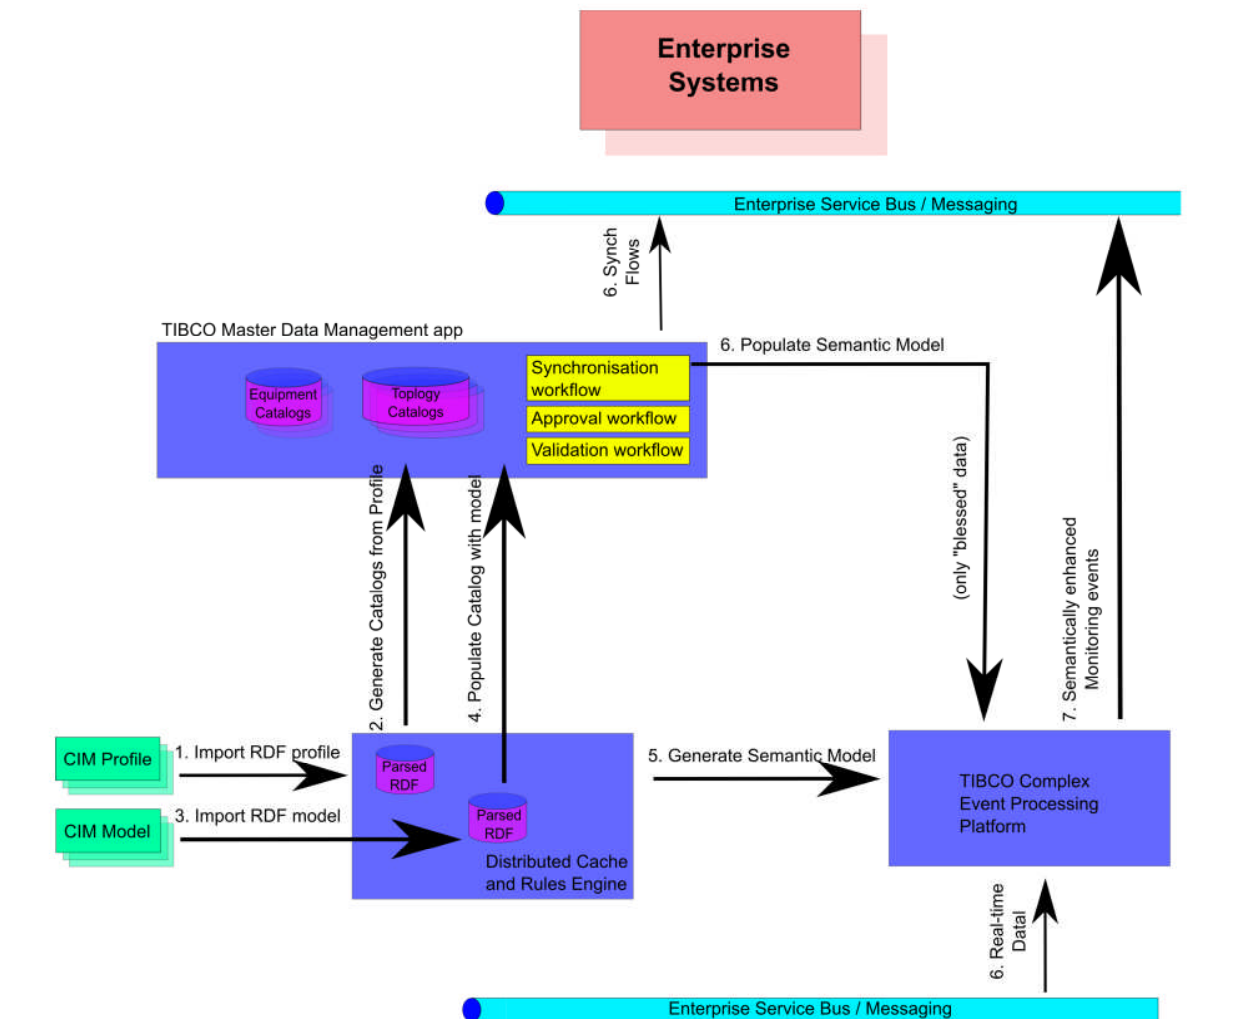 Enterprise
Systems
Enterprise Service Bus / Messaging
6. Synch
Flows
TIBCO Master Data Management app
6. Populate Semantic Model
Equipment
Catalogs
Toplogy
Catalogs
Synchronisation
workflow
Approval workflow
Validation workflow
2. Generate Catalogs from Profile
4. Populate Catalog with model
(only "blessed" data)
7. Semantically enhanced
Monitoring events
CIM Profile
1. Import RDF profile
Parsed
RDF
5. Generate Semantic Model
CIM Model
3. Import RDF model
Parsed
RDF
Distributed Cache
and Rules Engine
TIBCO Complex
Event Processing
Platform
6. Real-time
Datal
Enterprise Service Bus / Messaging